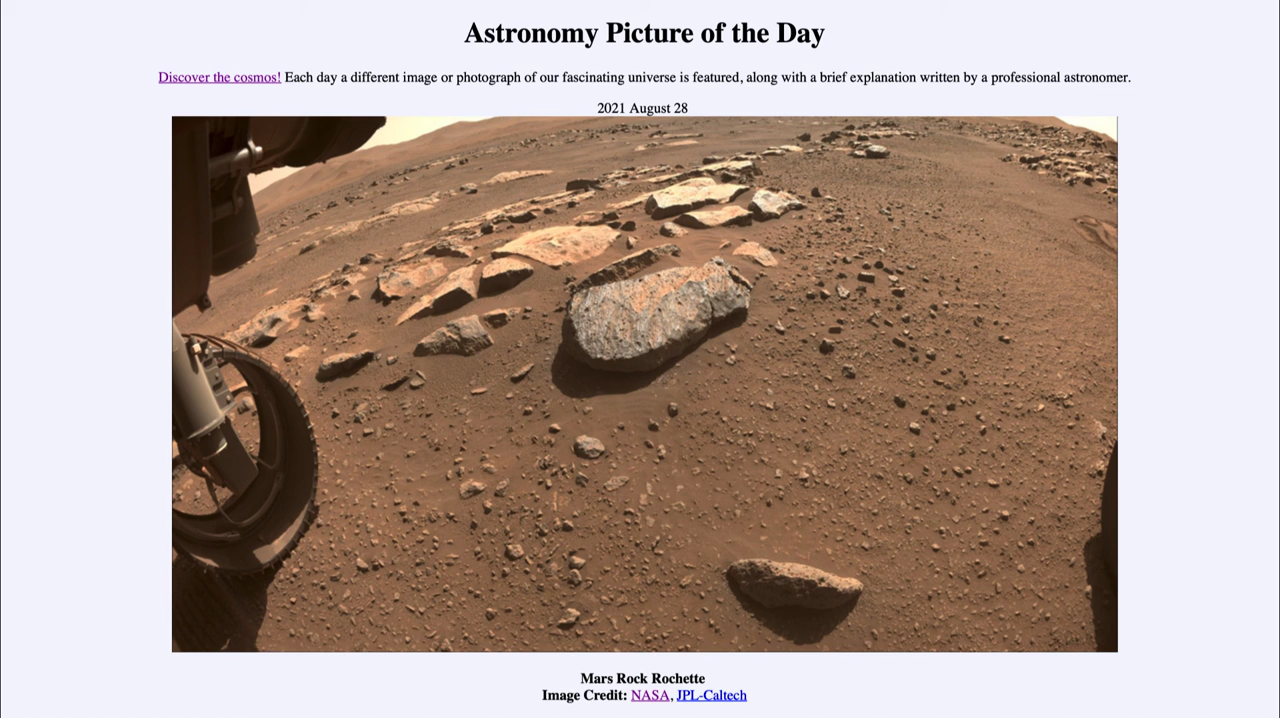 Astronomy Picture of the Day
Discover the cosmos! Each day a different image or photograph of our fascinating universe is featured, along with a brief explanation written by a professional astronomer.
2021 August 28
Mars Rock Rochette
Image Credit: NASA, JPL-Caltech